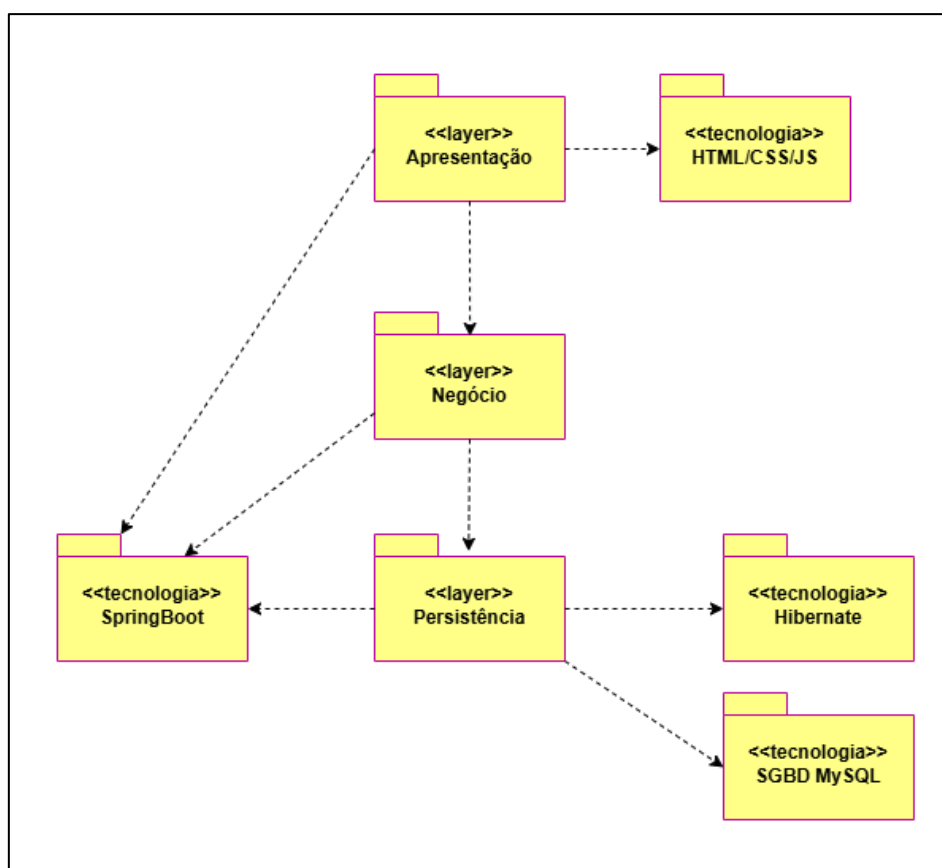 <<layer>>
Apresentação
<<tecnologia>>
HTML/CSS/JS
<<layer>>
Negócio
<<tecnologia>>
SpringBoot
<<layer>>
Persistência
<<tecnologia>>
Hibernate
<<tecnologia>>
SGBD MySQL